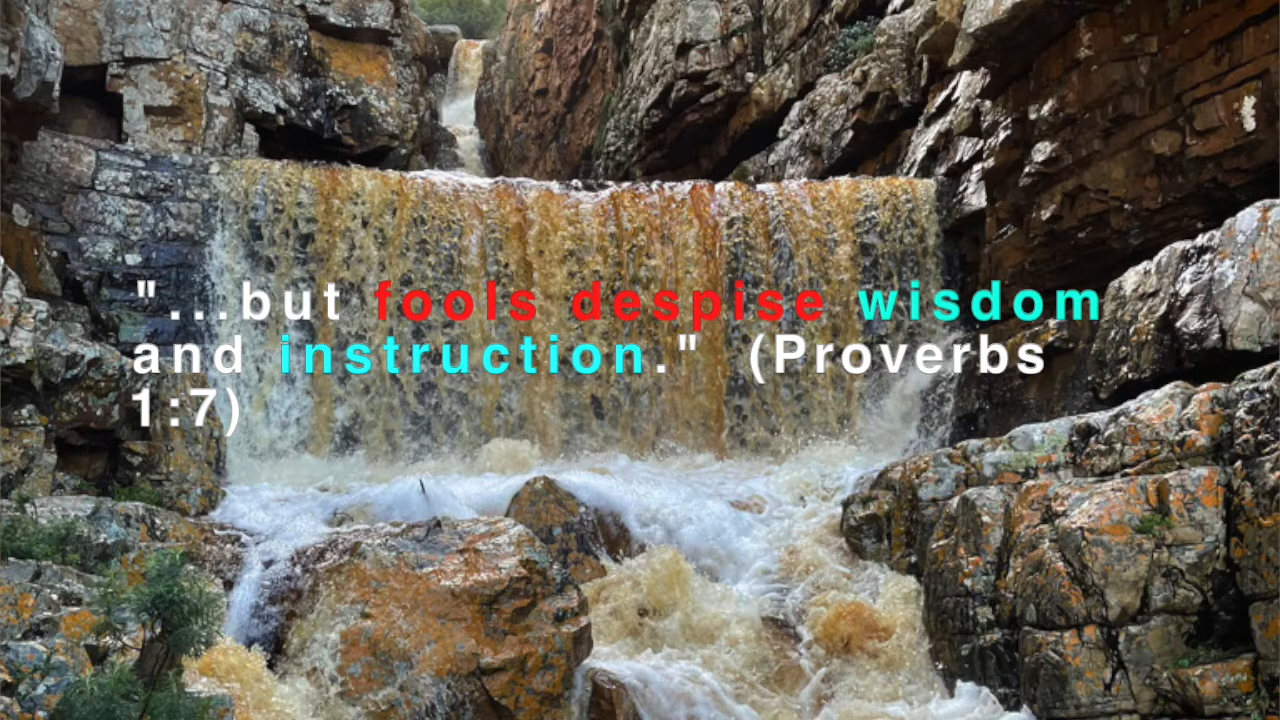 "...but fools despise wisdom
and instruction."  (Proverbs
1:7)